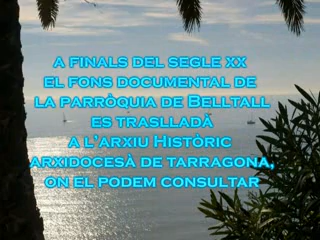 A FINALS DEL SEGLE XX
EL FONS DOCUMENTAL DE
LA PARRÒQUIA DE BELLTALL
ES TRASLLADÀ
A L'ARXIU HISTÒRIC
ARXIDOCESÀ DE TARRAGONA,
ON EL PODEM CONSULTAR